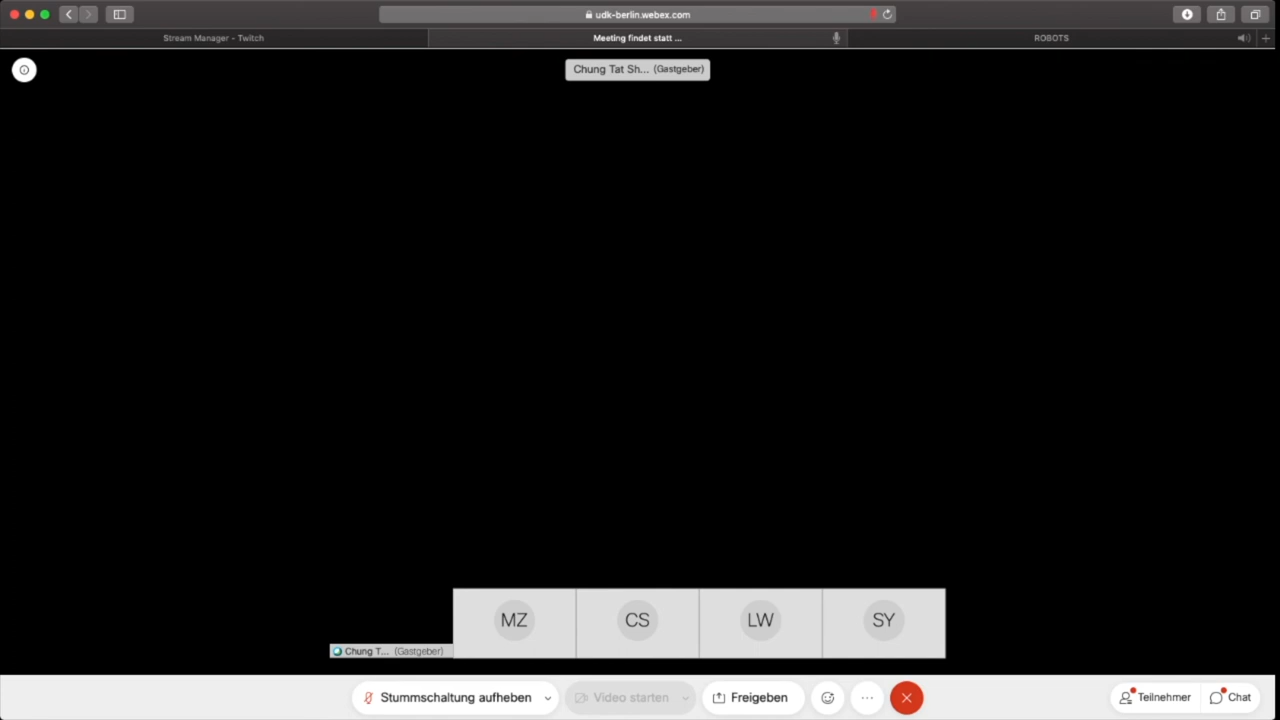 udk-berlin.webex.com
Stream Manager - Twitch
Meeting findet statt ...
ROBOTS
Chung Tat Sh... (Gastgeber)
MZ
CS
LW
SY
Chung T... (Gastgeber)
Stummschaltung aufheben
Video starten
Freigeben
Teilnehmer
Chat